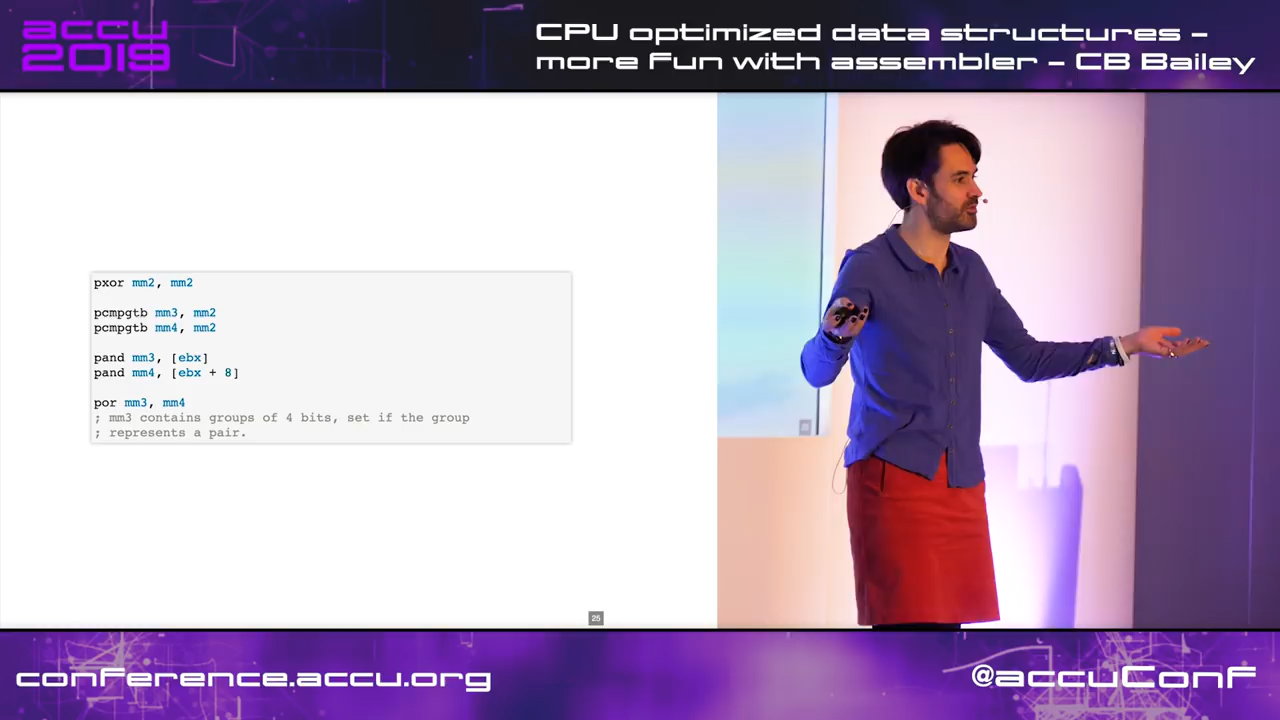 accu
2019
CPU optimized data structures –
more fun with assembler – CB Bailey
pxor mm2, mm2
pcmpgtb mm3, mm2
pcmpgtb mm4, mm2
pand mm3, [ebx]
pand mm4, [ebx + 8]
por mm3, mm4
; mm3 contains groups of 4 bits, set if the group
; represents a pair.
25
conference.accu.org
@accuConf